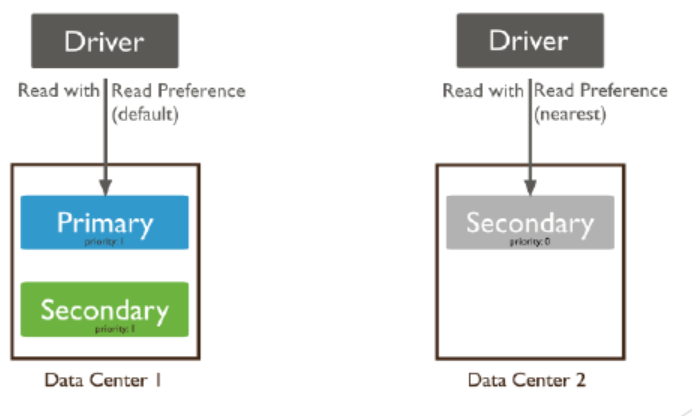 Driver
Read with Read Preference
(default)
Primary
priority: 1
Secondary
priority: 1
Data Center 1
Driver
Read with Read Preference
(nearest)
Secondary
priority: 0
Data Center 2